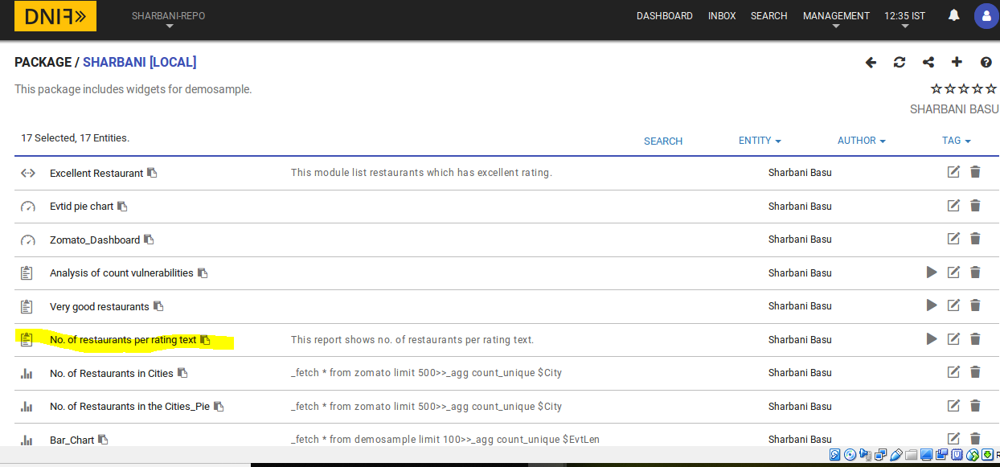 DNIF»
SHARBANI-REPO
DASHBOARD INBOX SEARCH MANAGEMENT 12:35 IST
PACKAGE / SHARBANI [LOCAL]
This package includes widgets for demosample.
SHARBANI BASU
17 Selected, 17 Entities.
SEARCH ENTITY AUTHOR TAG
Excellent Restaurant This module list restaurants which has excellent rating. Sharbani Basu
Evtid pie chart Sharbani Basu
Zomato_Dashboard Sharbani Basu
Analysis of count vulnerabilities Sharbani Basu
Very good restaurants Sharbani Basu
No. of restaurants per rating text This report shows no. of restaurants per rating text. Sharbani Basu
No. of Restaurants in Cities _fetch * from zomato limit 500>>_agg count_unique $City Sharbani Basu
No. of Restaurants in the Cities_Pie _fetch * from zomato limit 500>>_agg count_unique $City Sharbani Basu
Bar_Chart _fetch * from demosample limit 100>>_agg count_unique $EvtLen Sharbani Basu